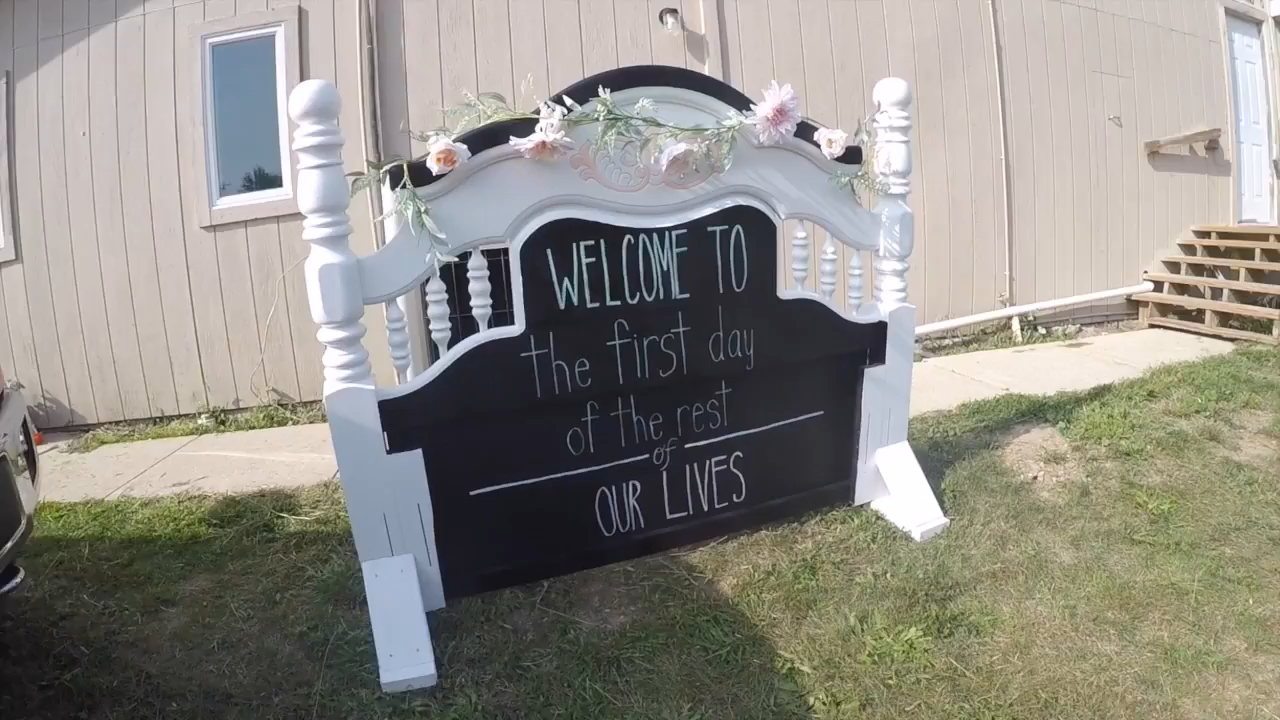 WELCOME TO
the first day
of the rest
of
OUR LIVES